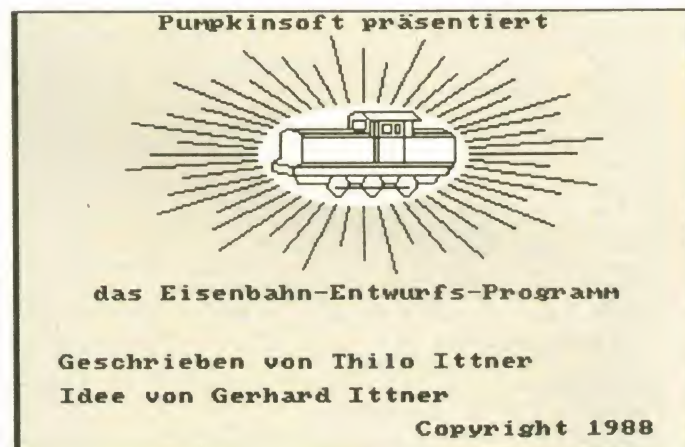 Pumpkinsoft präsentiert
das Eisenbahn-Entwurfs-Programm
Geschrieben von Thilo Ittner
Idee von Gerhard Ittner
Copyright 1988